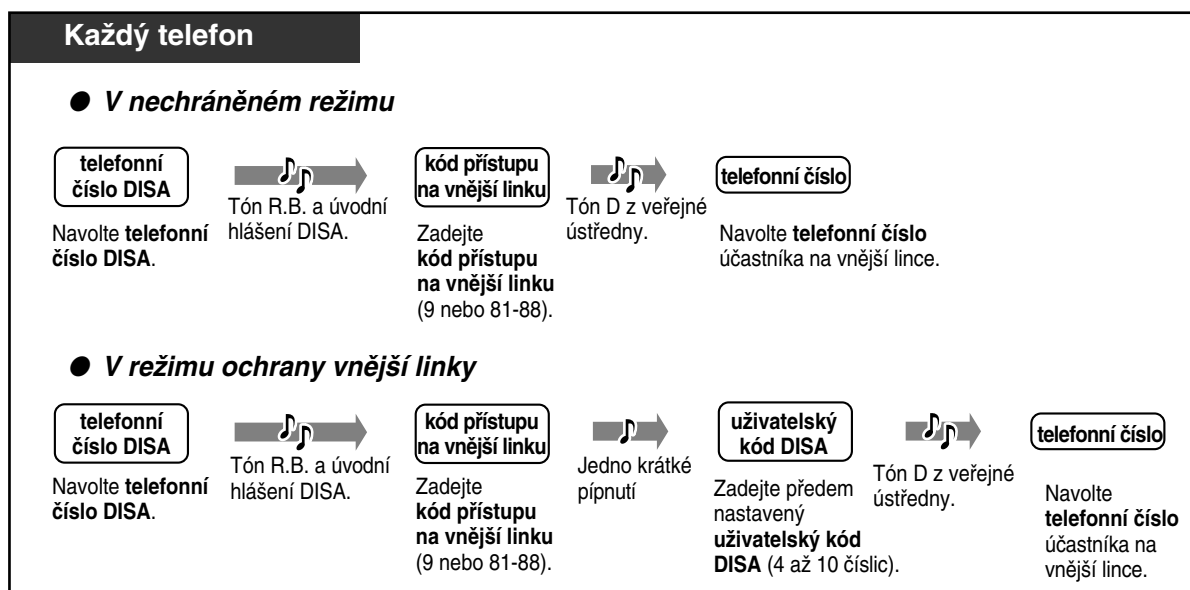 Každý telefon
● V nechráněném režimu
telefonní
číslo DISA
Navolte telefonní
číslo DISA.
Tón R.B. a úvodní
hlášení DISA.
kód přístupu
na vnější linku
Zadejte
kód přístupu
na vnější linku
(9 nebo 81-88).
Tón D z veřejné
ústředny.
telefonní číslo
Navolte telefonní číslo
účastníka na vnější lince.
● V režimu ochrany vnější linky
telefonní
číslo DISA
Navolte telefonní
číslo DISA.
Tón R.B. a úvodní
hlášení DISA.
kód přístupu
na vnější linku
Zadejte
kód přístupu
na vnější linku
(9 nebo 81-88).
Jedno krátké
pípnutí
uživatelský
kód DISA
Zadejte předem
nastavený
uživatelský kód
DISA (4 až 10 číslic).
Tón D z veřejné
ústředny.
telefonní číslo
Navolte
telefonní číslo
účastníka na
vnější lince.